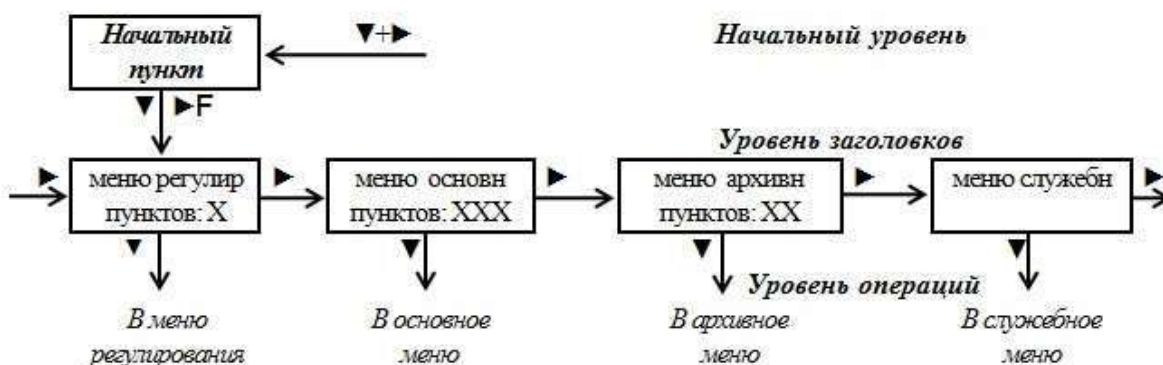 Начальный пункт
▼+►
Начальный уровень
▼ ►F
Уровень заголовков
► меню регулир ► меню основн ► меню архивн ► меню служебн ►
пунктов: X пунктов: XXX пунктов: XX
▼ ▼ ▼ ▼
Уровень операций
В меню В основное В архивное В служебное
регулирования меню меню меню